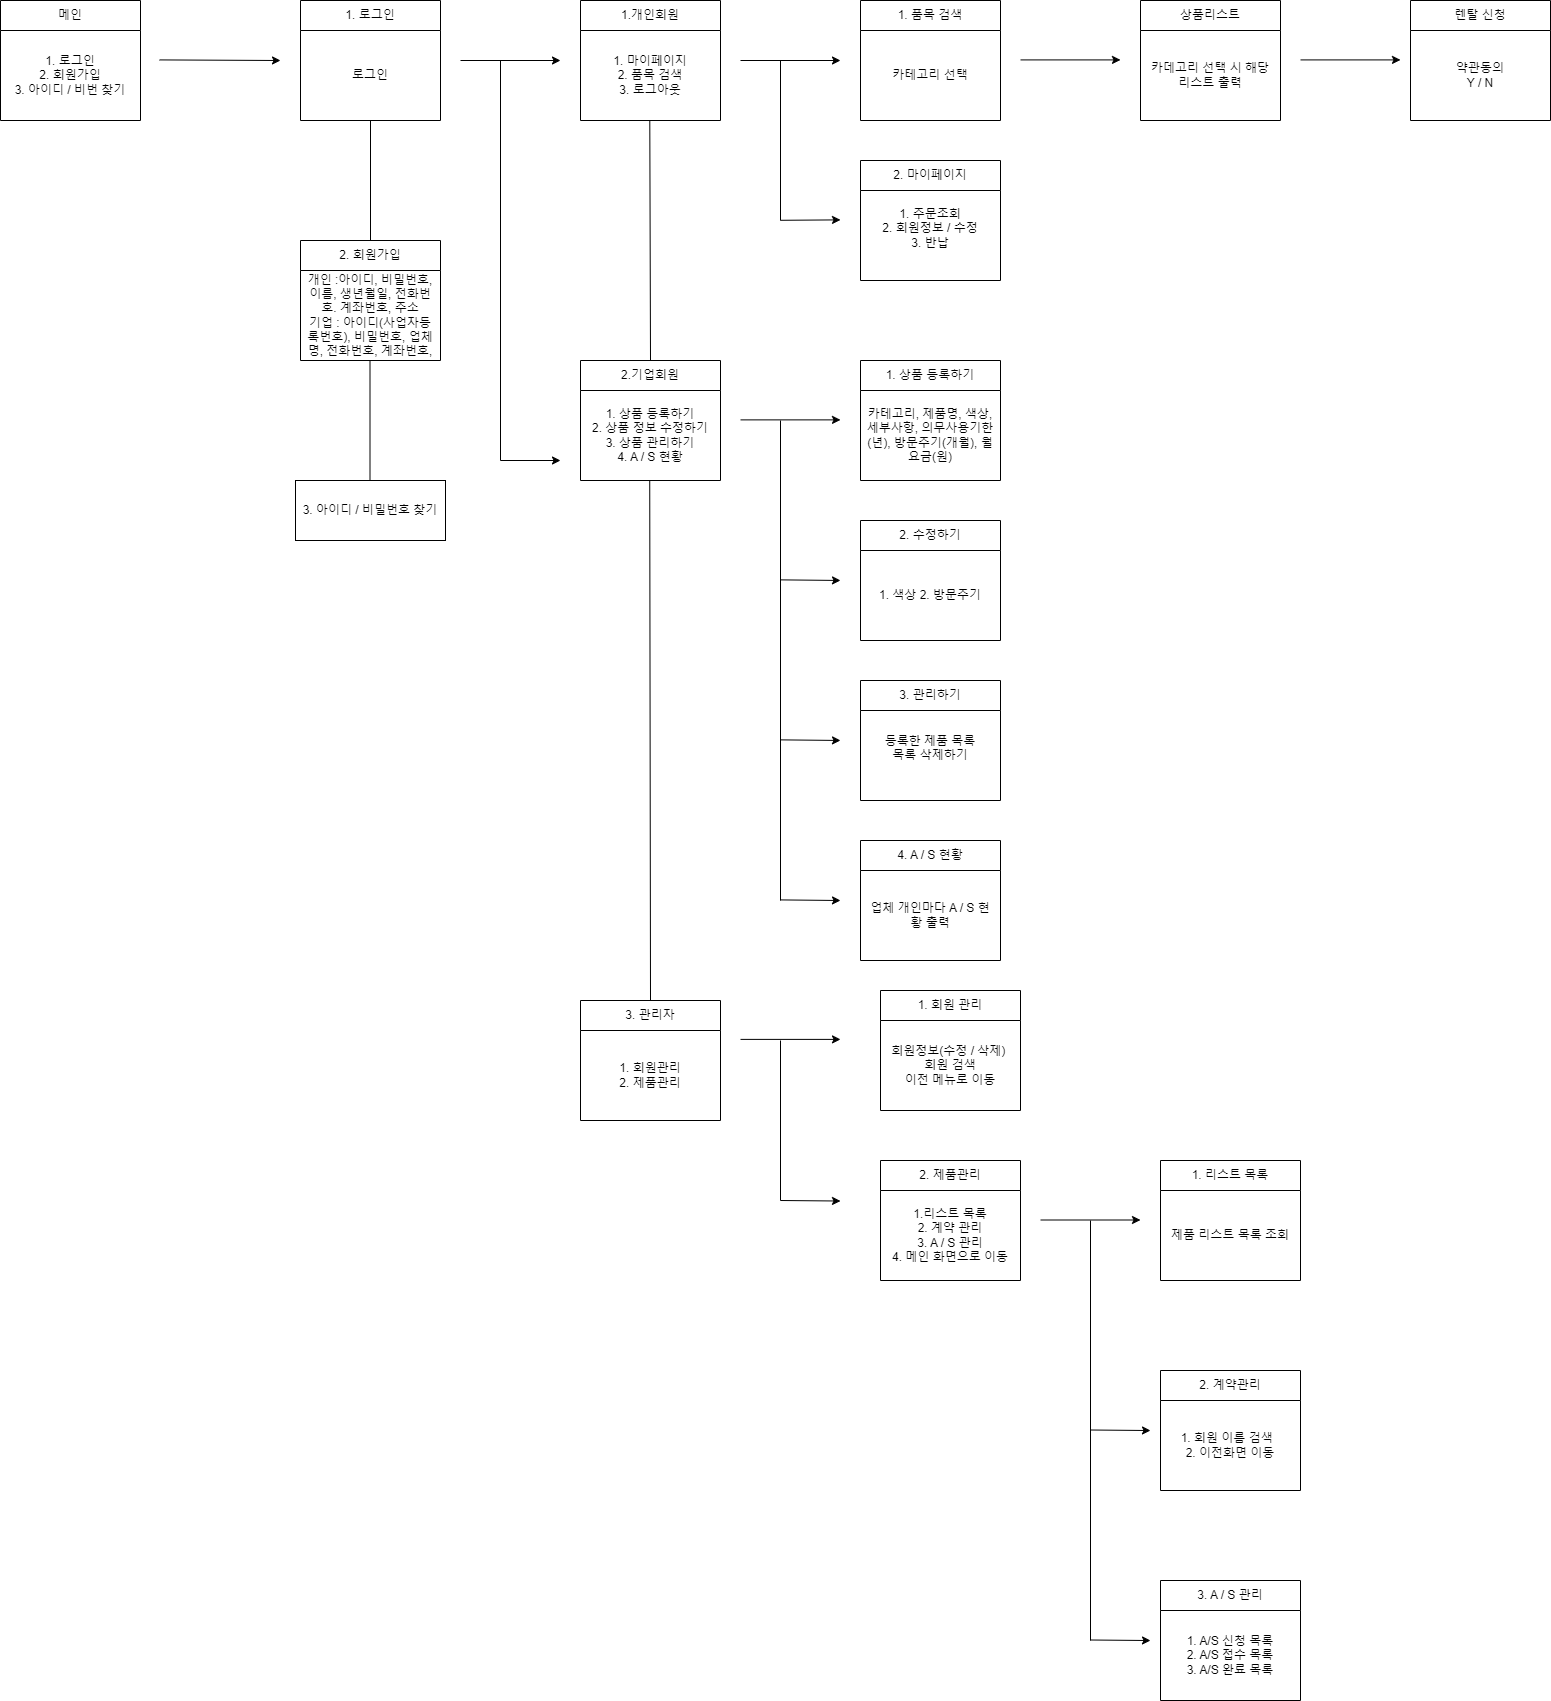 메인
1. 로그인
2. 회원가입
3. 아이디 / 비번 찾기
1. 로그인
로그인
1.개인회원
1. 마이페이지
2. 품목 검색
3. 로그아웃
1. 품목 검색
카테고리 선택
상품리스트
카데고리 선택 시 해당
리스트 출력
렌탈 신청
약관동의
Y / N
2. 마이페이지
1. 주문조회
2. 회원정보 / 수정
3. 반납
2. 회원가입
개인 :아이디, 비밀번호,
이름, 생년월일, 전화번
호. 계좌번호, 주소
기업 : 아이디(사업자등
록번호), 비밀번호, 업체
명, 전화번호, 계좌번호,
3. 아이디 / 비밀번호 찾기
2.기업회원
1. 상품 등록하기
2. 상품 정보 수정하기
3. 상품 관리하기
4. A / S 현황
1. 상품 등록하기
카테고리, 제품명, 색상,
세부사항, 의무사용기한
(년), 방문주기(개월), 월
요금(원)
2. 수정하기
1. 색상 2. 방문주기
3. 관리하기
등록한 제품 목록
목록 삭제하기
4. A / S 현황
업체 개인마다 A / S 현
황 출력
3. 관리자
1. 회원관리
2. 제품관리
1. 회원 관리
회원정보(수정 / 삭제)
회원 검색
이전 메뉴로 이동
2. 제품관리
1.리스트 목록
2. 계약 관리
3. A / S 관리
4. 메인 화면으로 이동
1. 리스트 목록
제품 리스트 목록 조회
2. 계약관리
1. 회원 이름 검색
2. 이전화면 이동
3. A / S 관리
1. A/S 신청 목록
2. A/S 접수 목록
3. A/S 완료 목록